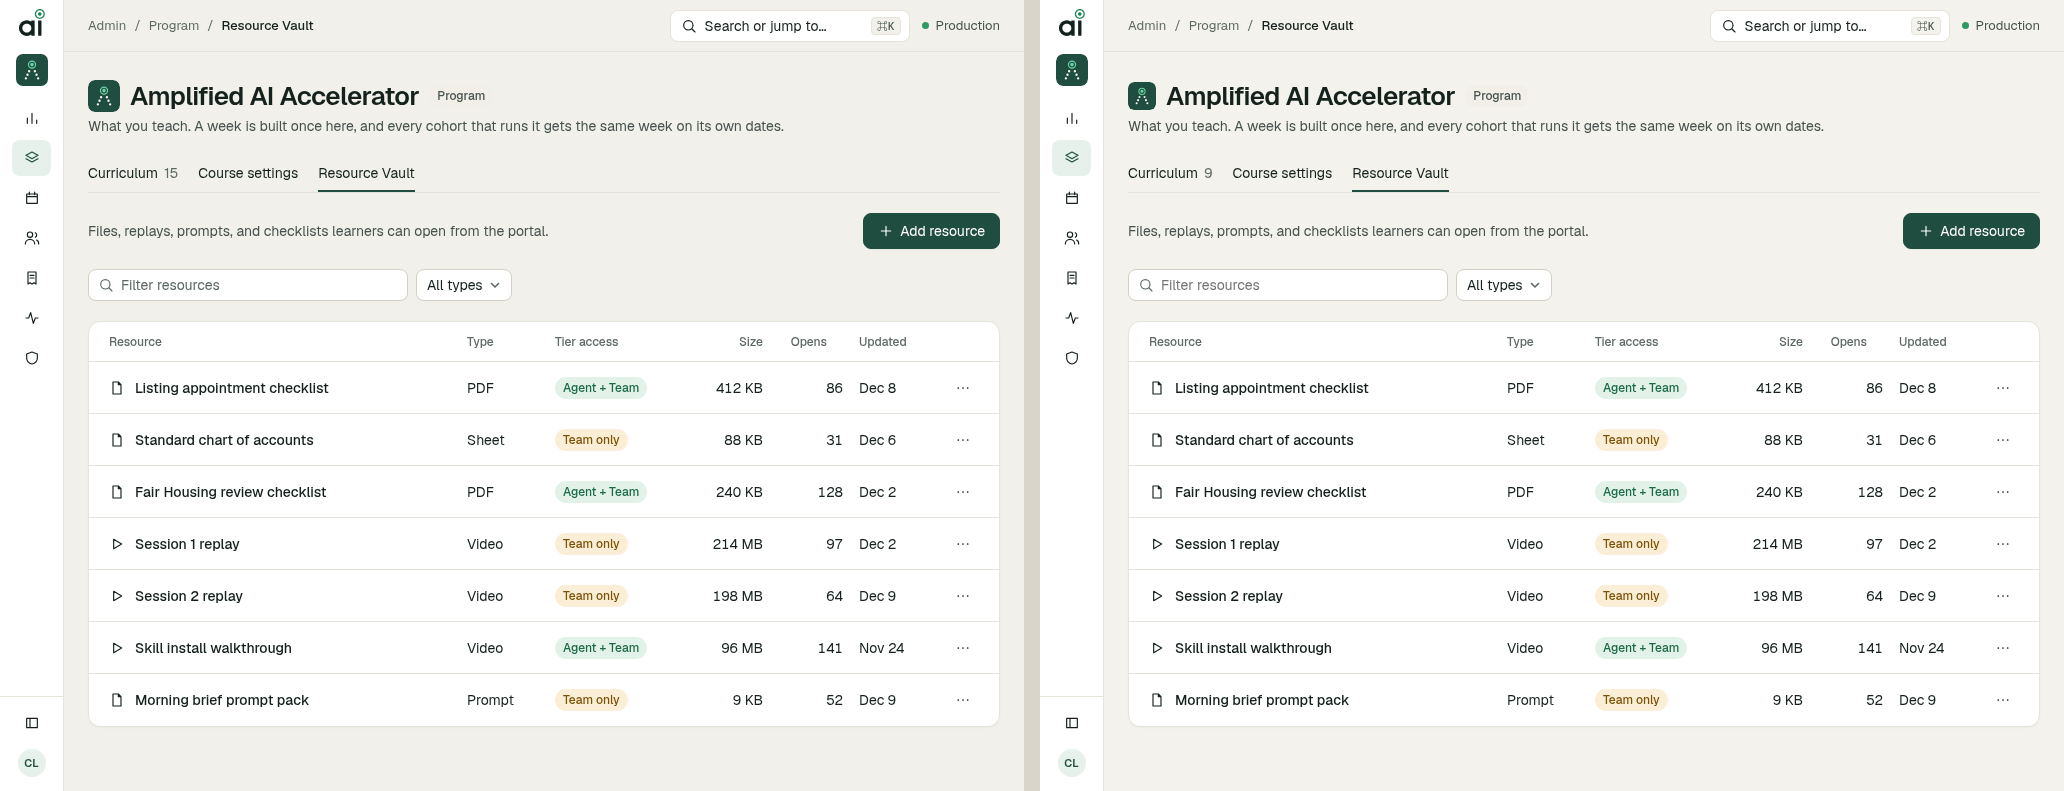 ai
Admin / Program / Resource Vault
Search or jump to... ⌘K
Production
Amplified AI Accelerator Program
What you teach. A week is built once here, and every cohort that runs it gets the same week on its own dates.
Curriculum 15 Course settings Resource Vault
Files, replays, prompts, and checklists learners can open from the portal.
+ Add resource
Filter resources All types
Resource Type Tier access Size Opens Updated
Listing appointment checklist PDF Agent + Team 412 KB 86 Dec 8 ...
Standard chart of accounts Sheet Team only 88 KB 31 Dec 6 ...
Fair Housing review checklist PDF Agent + Team 240 KB 128 Dec 2 ...
Session 1 replay Video Team only 214 MB 97 Dec 2 ...
Session 2 replay Video Team only 198 MB 64 Dec 9 ...
Skill install walkthrough Video Agent + Team 96 MB 141 Nov 24 ...
Morning brief prompt pack Prompt Team only 9 KB 52 Dec 9 ...
CL
ai
Admin / Program / Resource Vault
Search or jump to... ⌘K
Production
Amplified AI Accelerator Program
What you teach. A week is built once here, and every cohort that runs it gets the same week on its own dates.
Curriculum 9 Course settings Resource Vault
Files, replays, prompts, and checklists learners can open from the portal.
+ Add resource
Filter resources All types
Resource Type Tier access Size Opens Updated
Listing appointment checklist PDF Agent + Team 412 KB 86 Dec 8 ...
Standard chart of accounts Sheet Team only 88 KB 31 Dec 6 ...
Fair Housing review checklist PDF Agent + Team 240 KB 128 Dec 2 ...
Session 1 replay Video Team only 214 MB 97 Dec 2 ...
Session 2 replay Video Team only 198 MB 64 Dec 9 ...
Skill install walkthrough Video Agent + Team 96 MB 141 Nov 24 ...
Morning brief prompt pack Prompt Team only 9 KB 52 Dec 9 ...
CL